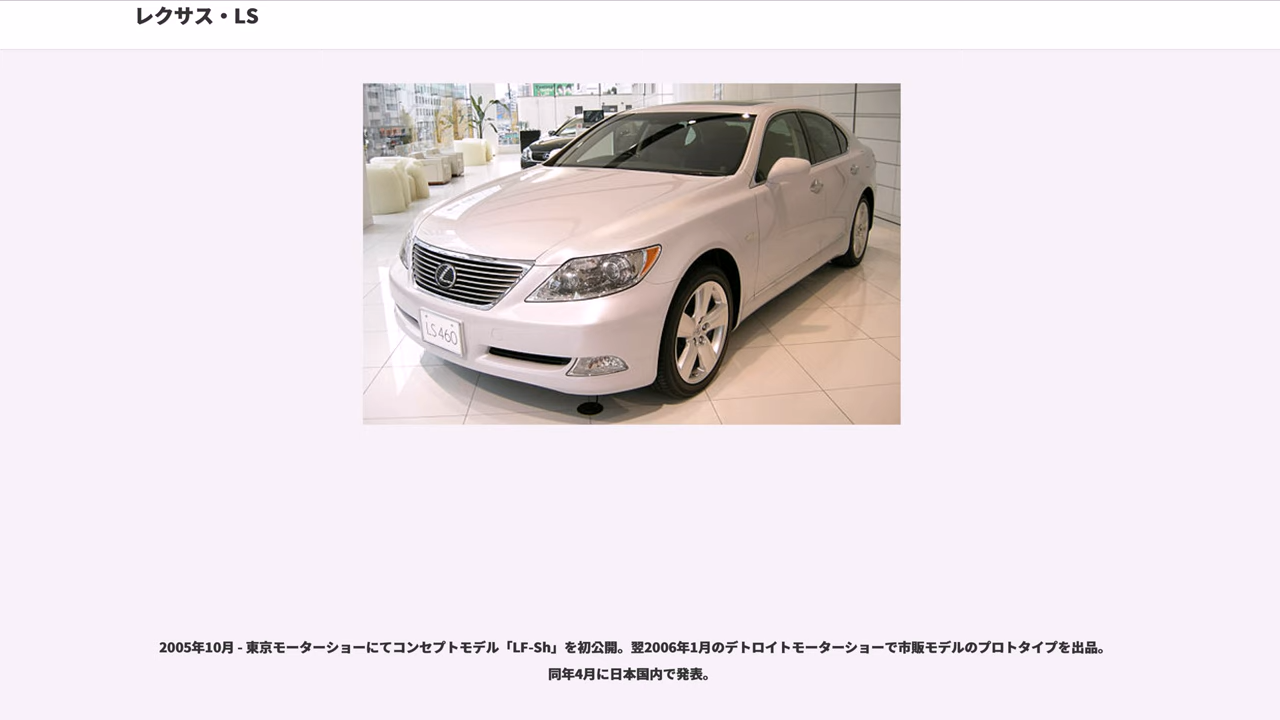 レクサス・LS
LS460
2005年10月 - 東京モーターショーにてコンセプトモデル「LF-Sh」を初公開。翌2006年1月のデトロイトモーターショーで市販モデルのプロトタイプを出品。
同年4月に日本国内で発表。